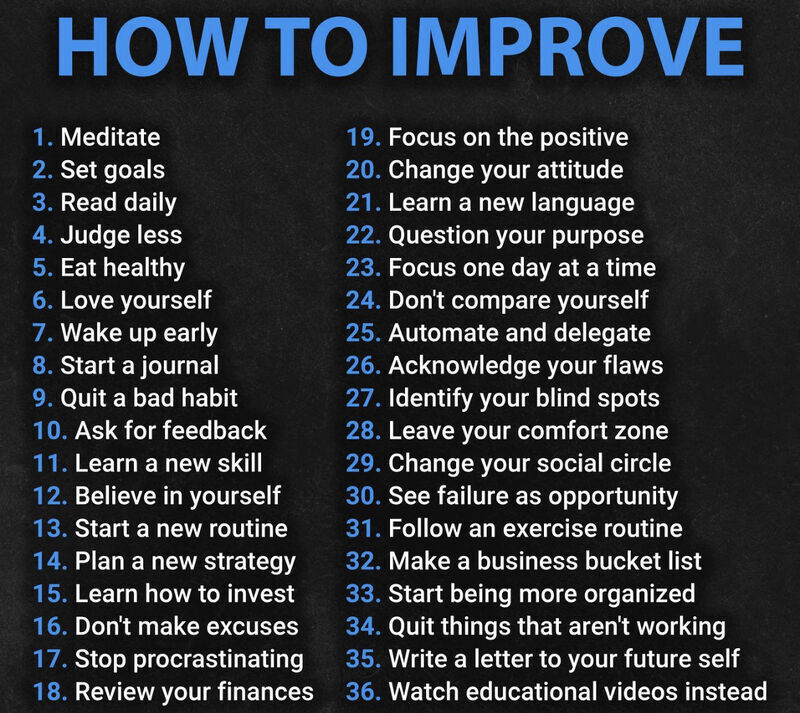 HOW TO IMPROVE
1. Meditate
2. Set goals
3. Read daily
4. Judge less
5. Eat healthy
6. Love yourself
7. Wake up early
8. Start a journal
9. Quit a bad habit
10. Ask for feedback
11. Learn a new skill
12. Believe in yourself
13. Start a new routine
14. Plan a new strategy
15. Learn how to invest
16. Don't make excuses
17. Stop procrastinating
18. Review your finances
19. Focus on the positive
20. Change your attitude
21. Learn a new language
22. Question your purpose
23. Focus one day at a time
24. Don't compare yourself
25. Automate and delegate
26. Acknowledge your flaws
27. Identify your blind spots
28. Leave your comfort zone
29. Change your social circle
30. See failure as opportunity
31. Follow an exercise routine
32. Make a business bucket list
33. Start being more organized
34. Quit things that aren't working
35. Write a letter to your future self
36. Watch educational videos instead